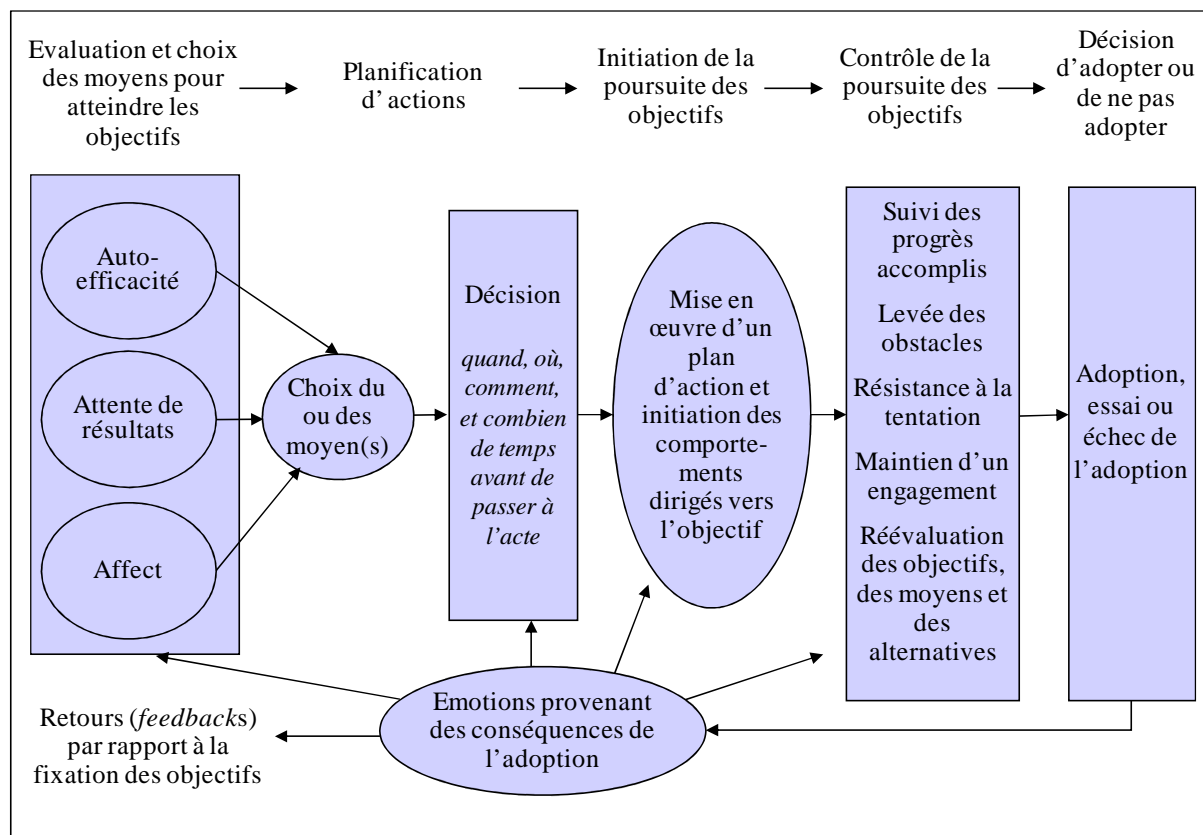 Evaluation et choix
des moyens pour
atteindre les
objectifs
Planification
d'actions
Initiation de la
poursuite des
objectifs
Contrôle de la
poursuite des
objectifs
Décision
d'adopter ou
de ne pas
adopter
Auto-
efficacité
Attente de
résultats
Affect
Choix du
ou des
moyen(s)
Décision
quand, où,
comment,
et combien
de temps
avant de
passer à
l'acte
Mise en
œuvre d'un
plan
d'action et
initiation des
comporte-
ments
dirigés vers
l'objectif
Suivi des
progrès
accomplis
Levée des
obstacles
Résistance à la
tentation
Maintien d'un
engagement
Réévaluation
des objectifs,
des moyens et
des
alternatives
Adoption,
essai ou
échec de
l'adoption
Emotions provenant
des conséquences de
l'adoption
Retours (feedbacks)
par rapport à la
fixation des objectifs